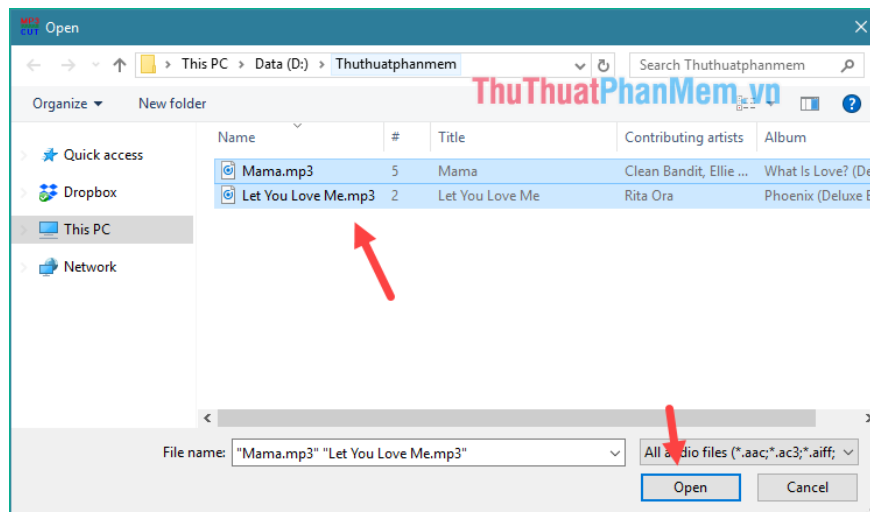 MP3 CUT Open
This PC > Data (D:) > Thuthuatphanmem
Search Thuthuatphanmem
ThuThuatPhanMem.vn
Organize New folder
Name # Title Contributing artists Album
Quick access
Dropbox
This PC
Network
Mama.mp3 5 Mama Clean Bandit, Ellie ... What Is Love? (De
Let You Love Me.mp3 2 Let You Love Me Rita Ora Phoenix (Deluxe E
File name: "Mama.mp3" "Let You Love Me.mp3"
All audio files (*.aac;*.ac3;*.aiff;
Open Cancel